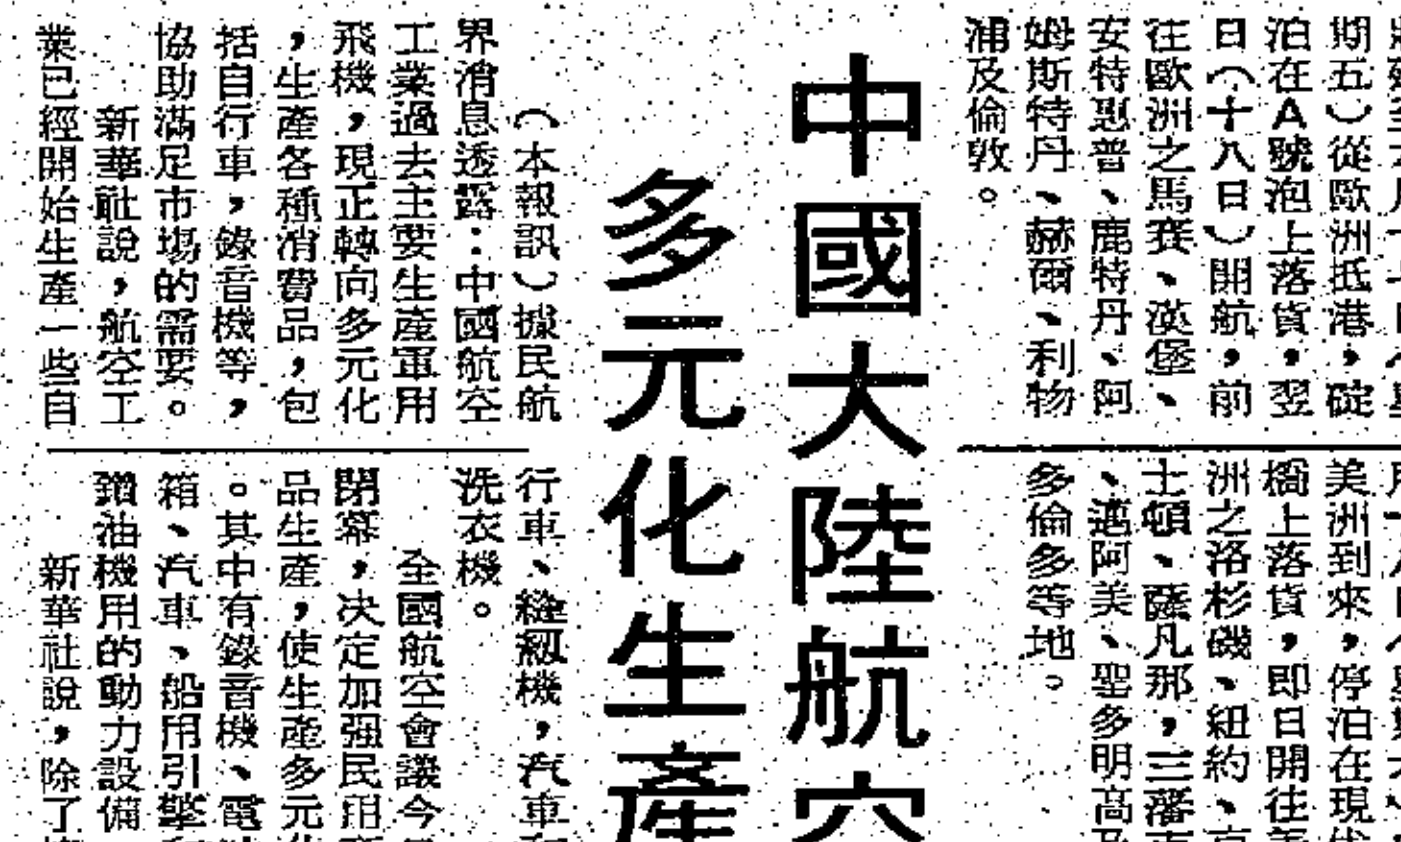 期五）從歐洲抵港，碇
泊在A號泡上落貨，翌
日（十八日）開航，前
往歐洲之馬賽、漢堡、
安特惠普、鹿特丹、阿
姆斯特丹、赫爾、利物
浦及倫敦。
美洲到來，停泊在現
橋上落貨，即日開往
洲之洛杉磯、紐約、
士頓、薩凡那，三藩
、邁阿美、聖多明高
多倫多等地。
中國大陸航空
多元化生產
（本報訊）據民航
界消息透露：中國航空
工業過去主要生產軍用
飛機，現正轉向多元化
，生產各種消費品，包
括自行車，錄音機等，
協助滿足市場的需要。
新華社說，航空工
業已經開始生產一些自
行車、縫紉機，汽車
洗衣機。
全國航空會議今
閉幕，决定加强民用
品生產，使生產多元
。其中有錄音機、電
箱、汽車、船用引擎
鑽油機用的動力設備
新華社說，除了